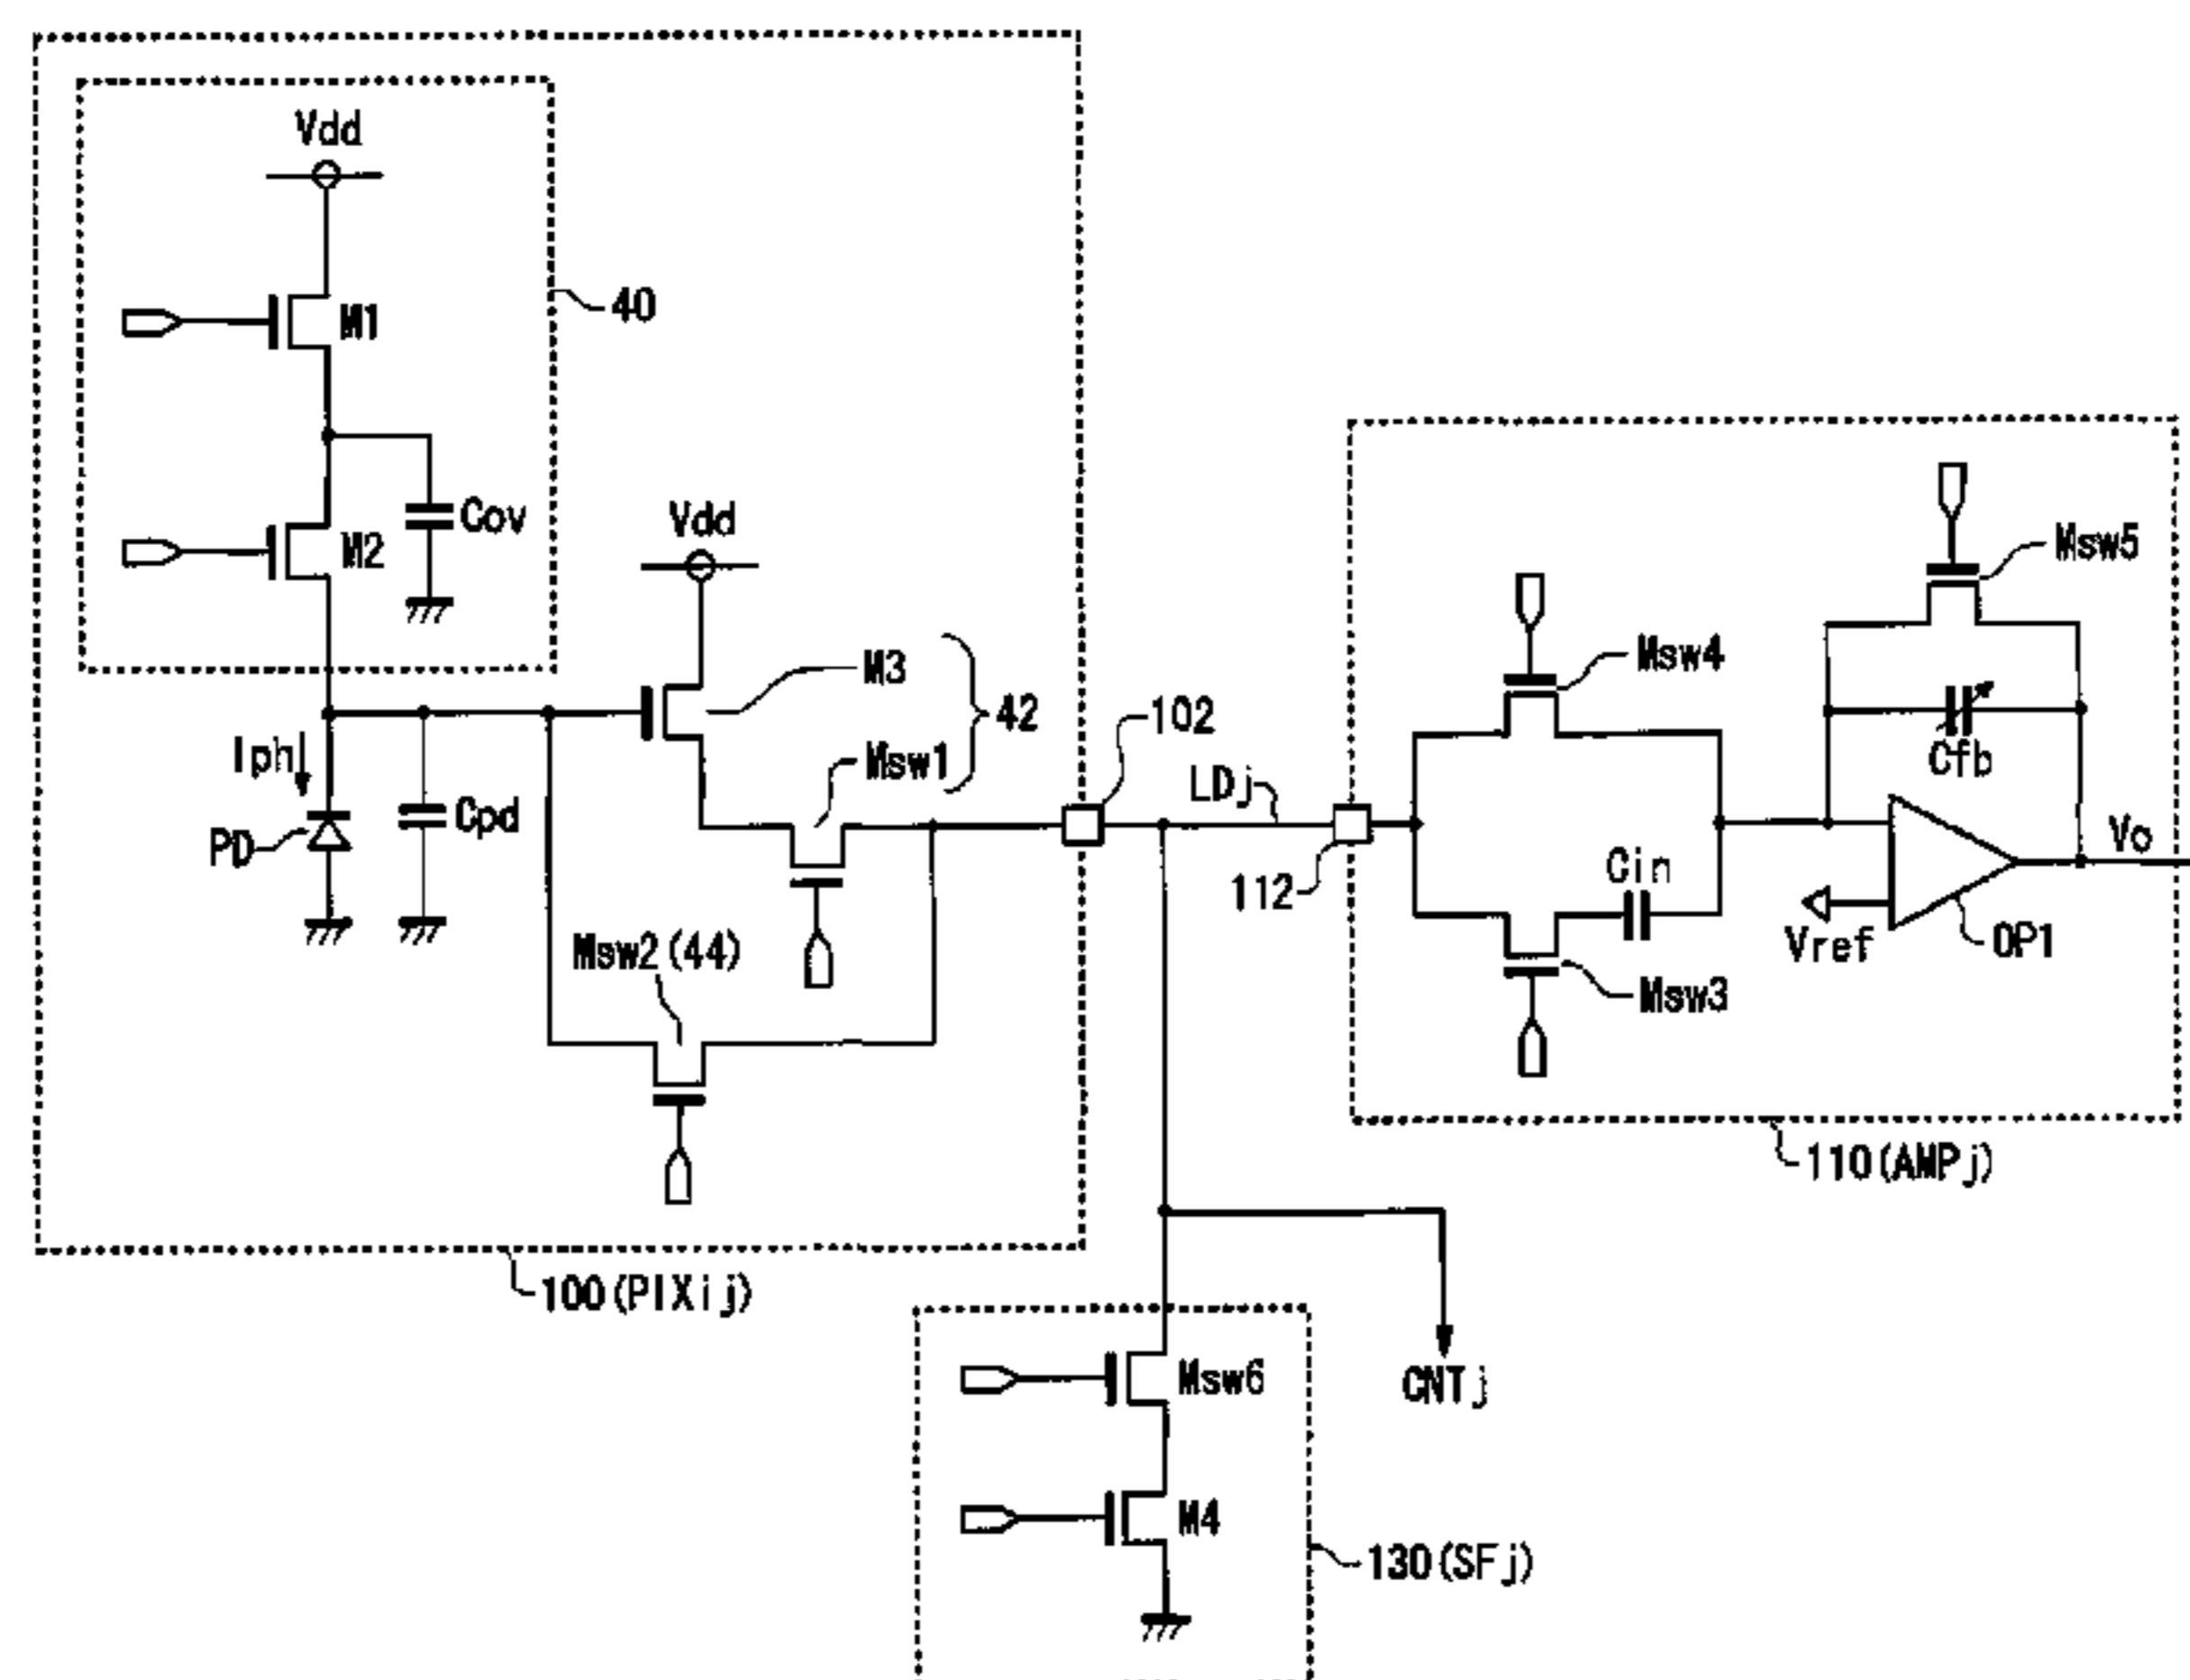 Vdd
M1
40
Cov
M2
Vdd
M3
42
Msw1
102
Iph
PD
Cpd
Msw2(44)
LDj
112
Msw4
Msw5
Cfb
Cin
Vo
Vref
OP1
Msw3
110(AMPj)
100(PIXij)
Msw6
CNTj
M4
130(SFj)